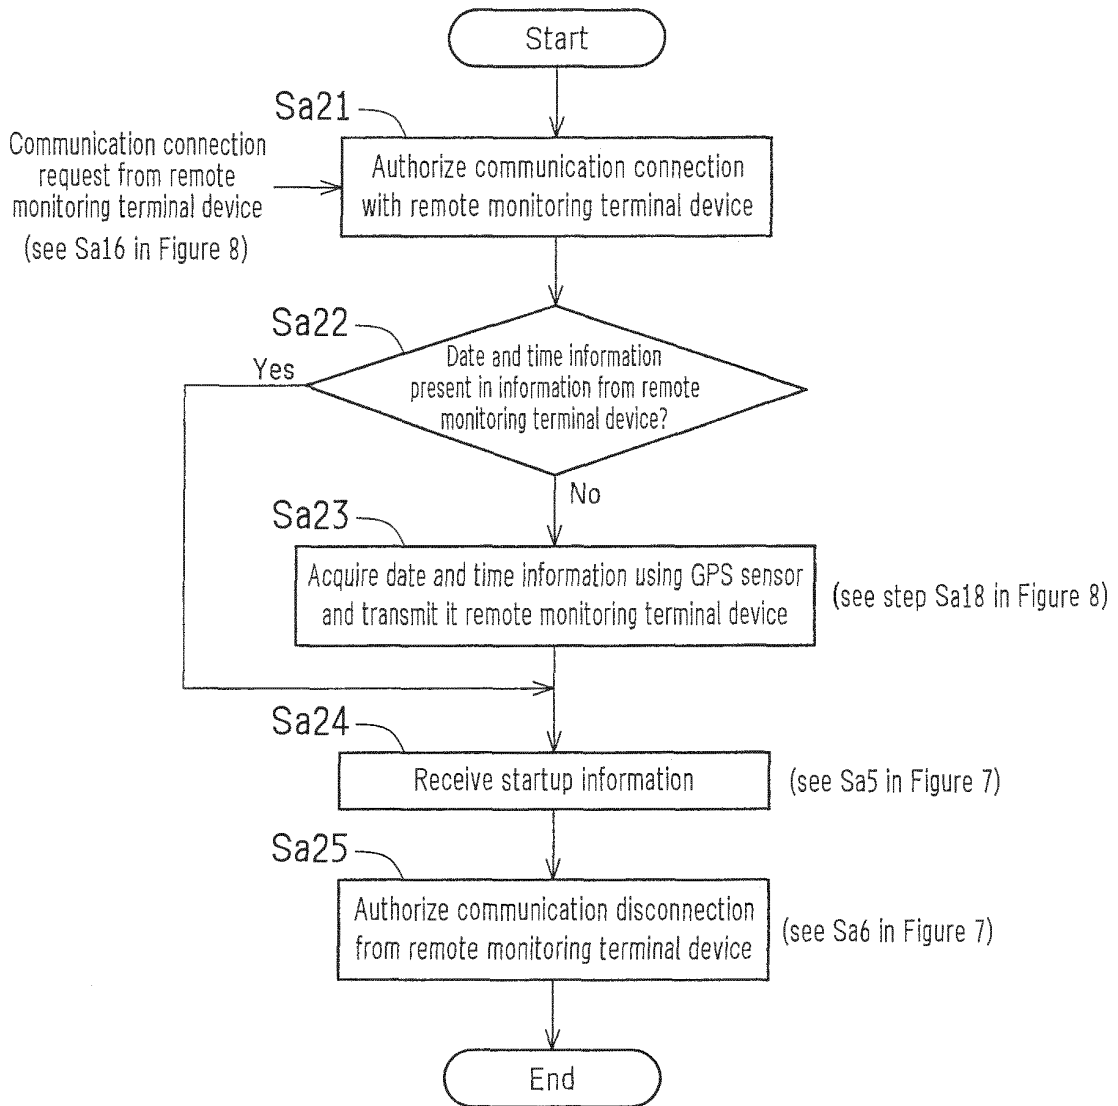 Start
Sa21
Communication connection
request from remote
monitoring terminal device
(see Sa16 in Figure 8)
Authorize communication connection
with remote monitoring terminal device
Sa22
Yes
Date and time information
present in information from remote
monitoring terminal device?
No
Sa23
Acquire date and time information using GPS sensor
and transmit it remote monitoring terminal device
(see step Sa18 in Figure 8)
Sa24
Receive startup information
(see Sa5 in Figure 7)
Sa25
Authorize communication disconnection
from remote monitoring terminal device
(see Sa6 in Figure 7)
End